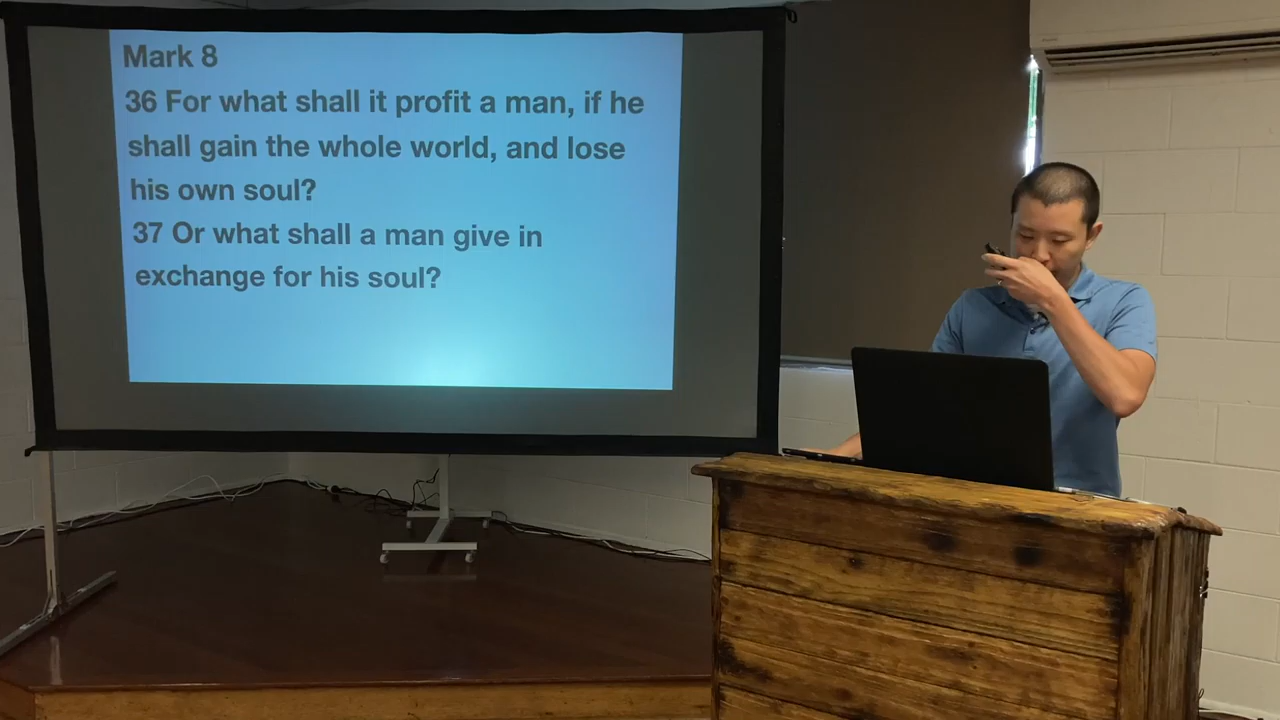 Mark 8
36 For what shall it profit a man, if he
shall gain the whole world, and lose
his own soul?
37 Or what shall a man give in
exchange for his soul?